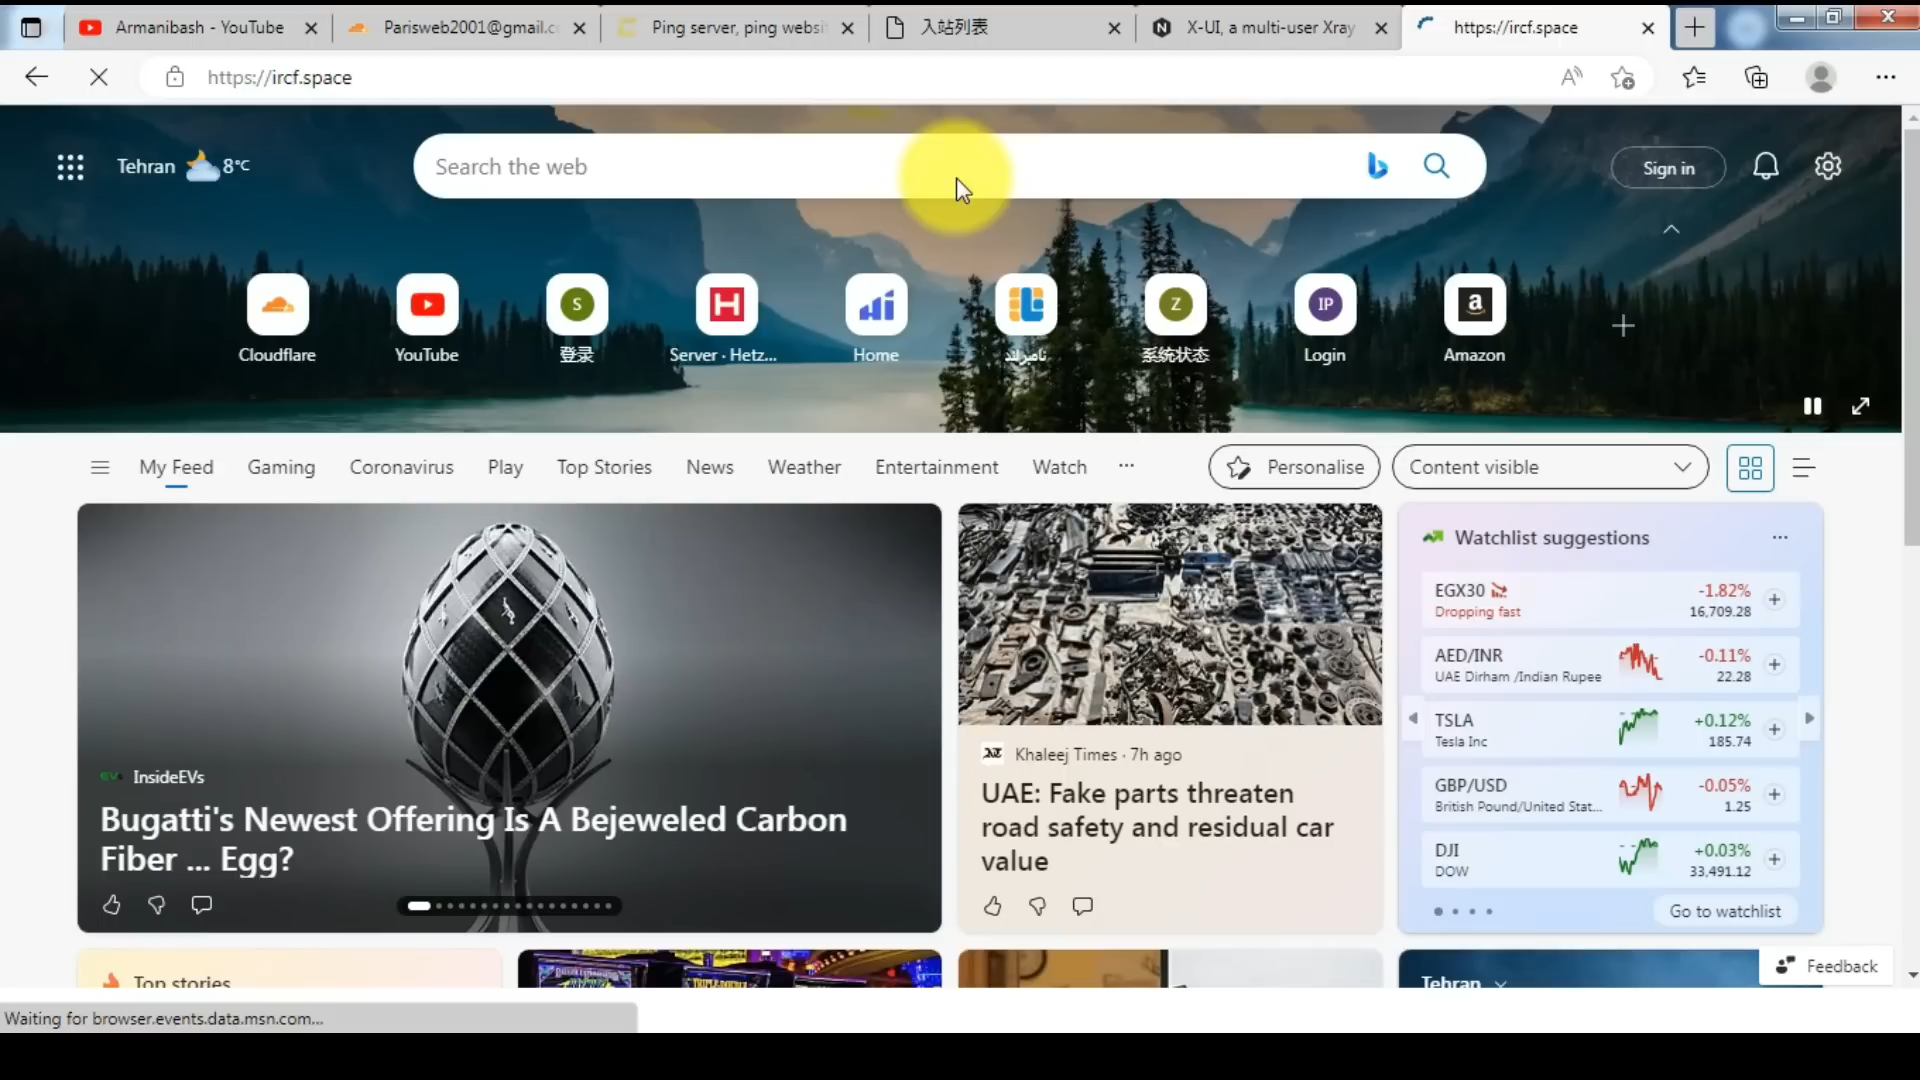 Armanibash - YouTube
Parisweb2001@gmail.c
Ping server, ping websi
入站列表
X-UI, a multi-user Xray
https://ircf.space
https://ircf.space
Tehran
8°C
Search the web
Sign in
S
H
Z
IP
a
Cloudflare
YouTube
登录
Server · Hetz...
Home
نامبرلند
系统状态
Login
Amazon
My Feed
Gaming
Coronavirus
Play
Top Stories
News
Weather
Entertainment
Watch
Personalise
Content visible
EVs InsideEVs
Bugatti's Newest Offering Is A Bejeweled Carbon
Fiber ... Egg?
Khaleej Times · 7h ago
UAE: Fake parts threaten
road safety and residual car
value
Watchlist suggestions
EGX30
-1.82%
Dropping fast
16,709.28
AED/INR
-0.11%
UAE Dirham /Indian Rupee
22.28
TSLA
+0.12%
Tesla Inc
185.74
GBP/USD
-0.05%
British Pound/United Stat...
1.25
DJI
+0.03%
DOW
33,491.12
Go to watchlist
Top stories
Tehran
Feedback
Waiting for browser.events.data.msn.com...